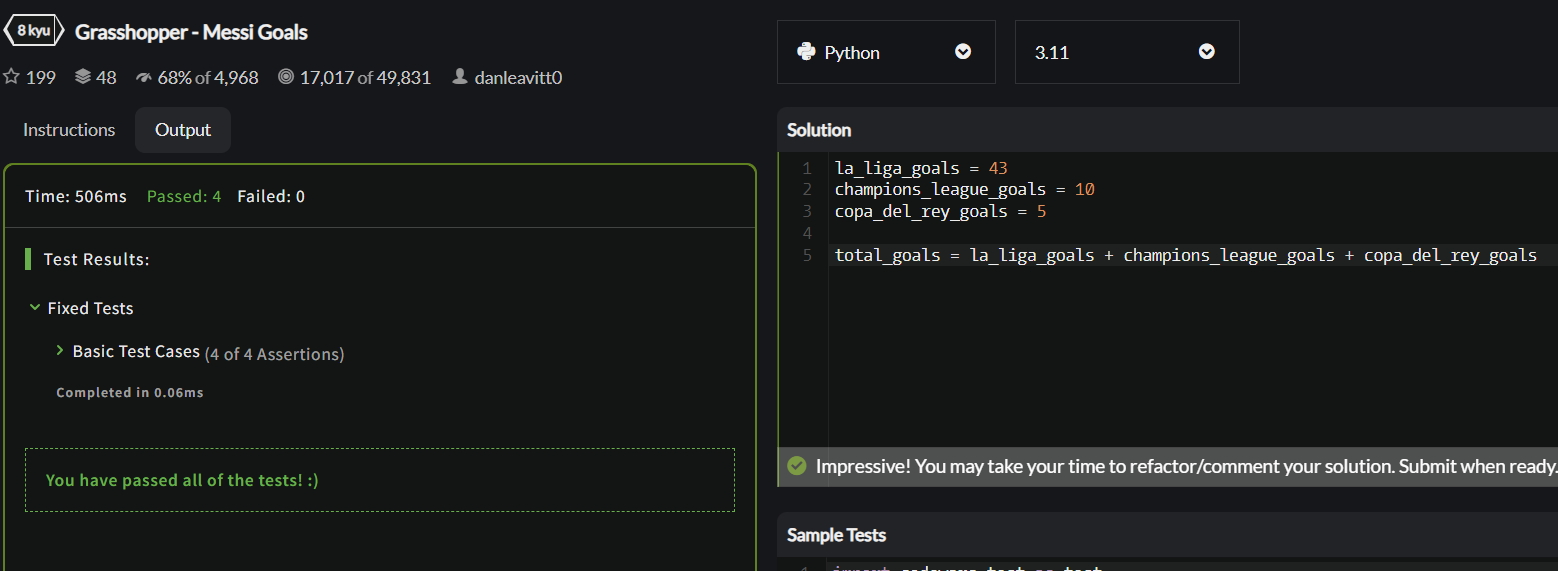 8 kyu Grasshopper - Messi Goals
199 48 68% of 4,968 17,017 of 49,831 danleavitt0
Instructions Output
Time: 506ms Passed: 4 Failed: 0
Test Results:
Fixed Tests
Basic Test Cases (4 of 4 Assertions)
Completed in 0.06ms
You have passed all of the tests! :)
Python 3.11
Solution
1 la_liga_goals = 43
2 champions_league_goals = 10
3 copa_del_rey_goals = 5
4
5 total_goals = la_liga_goals + champions_league_goals + copa_del_rey_goals
Impressive! You may take your time to refactor/comment your solution. Submit when ready.
Sample Tests